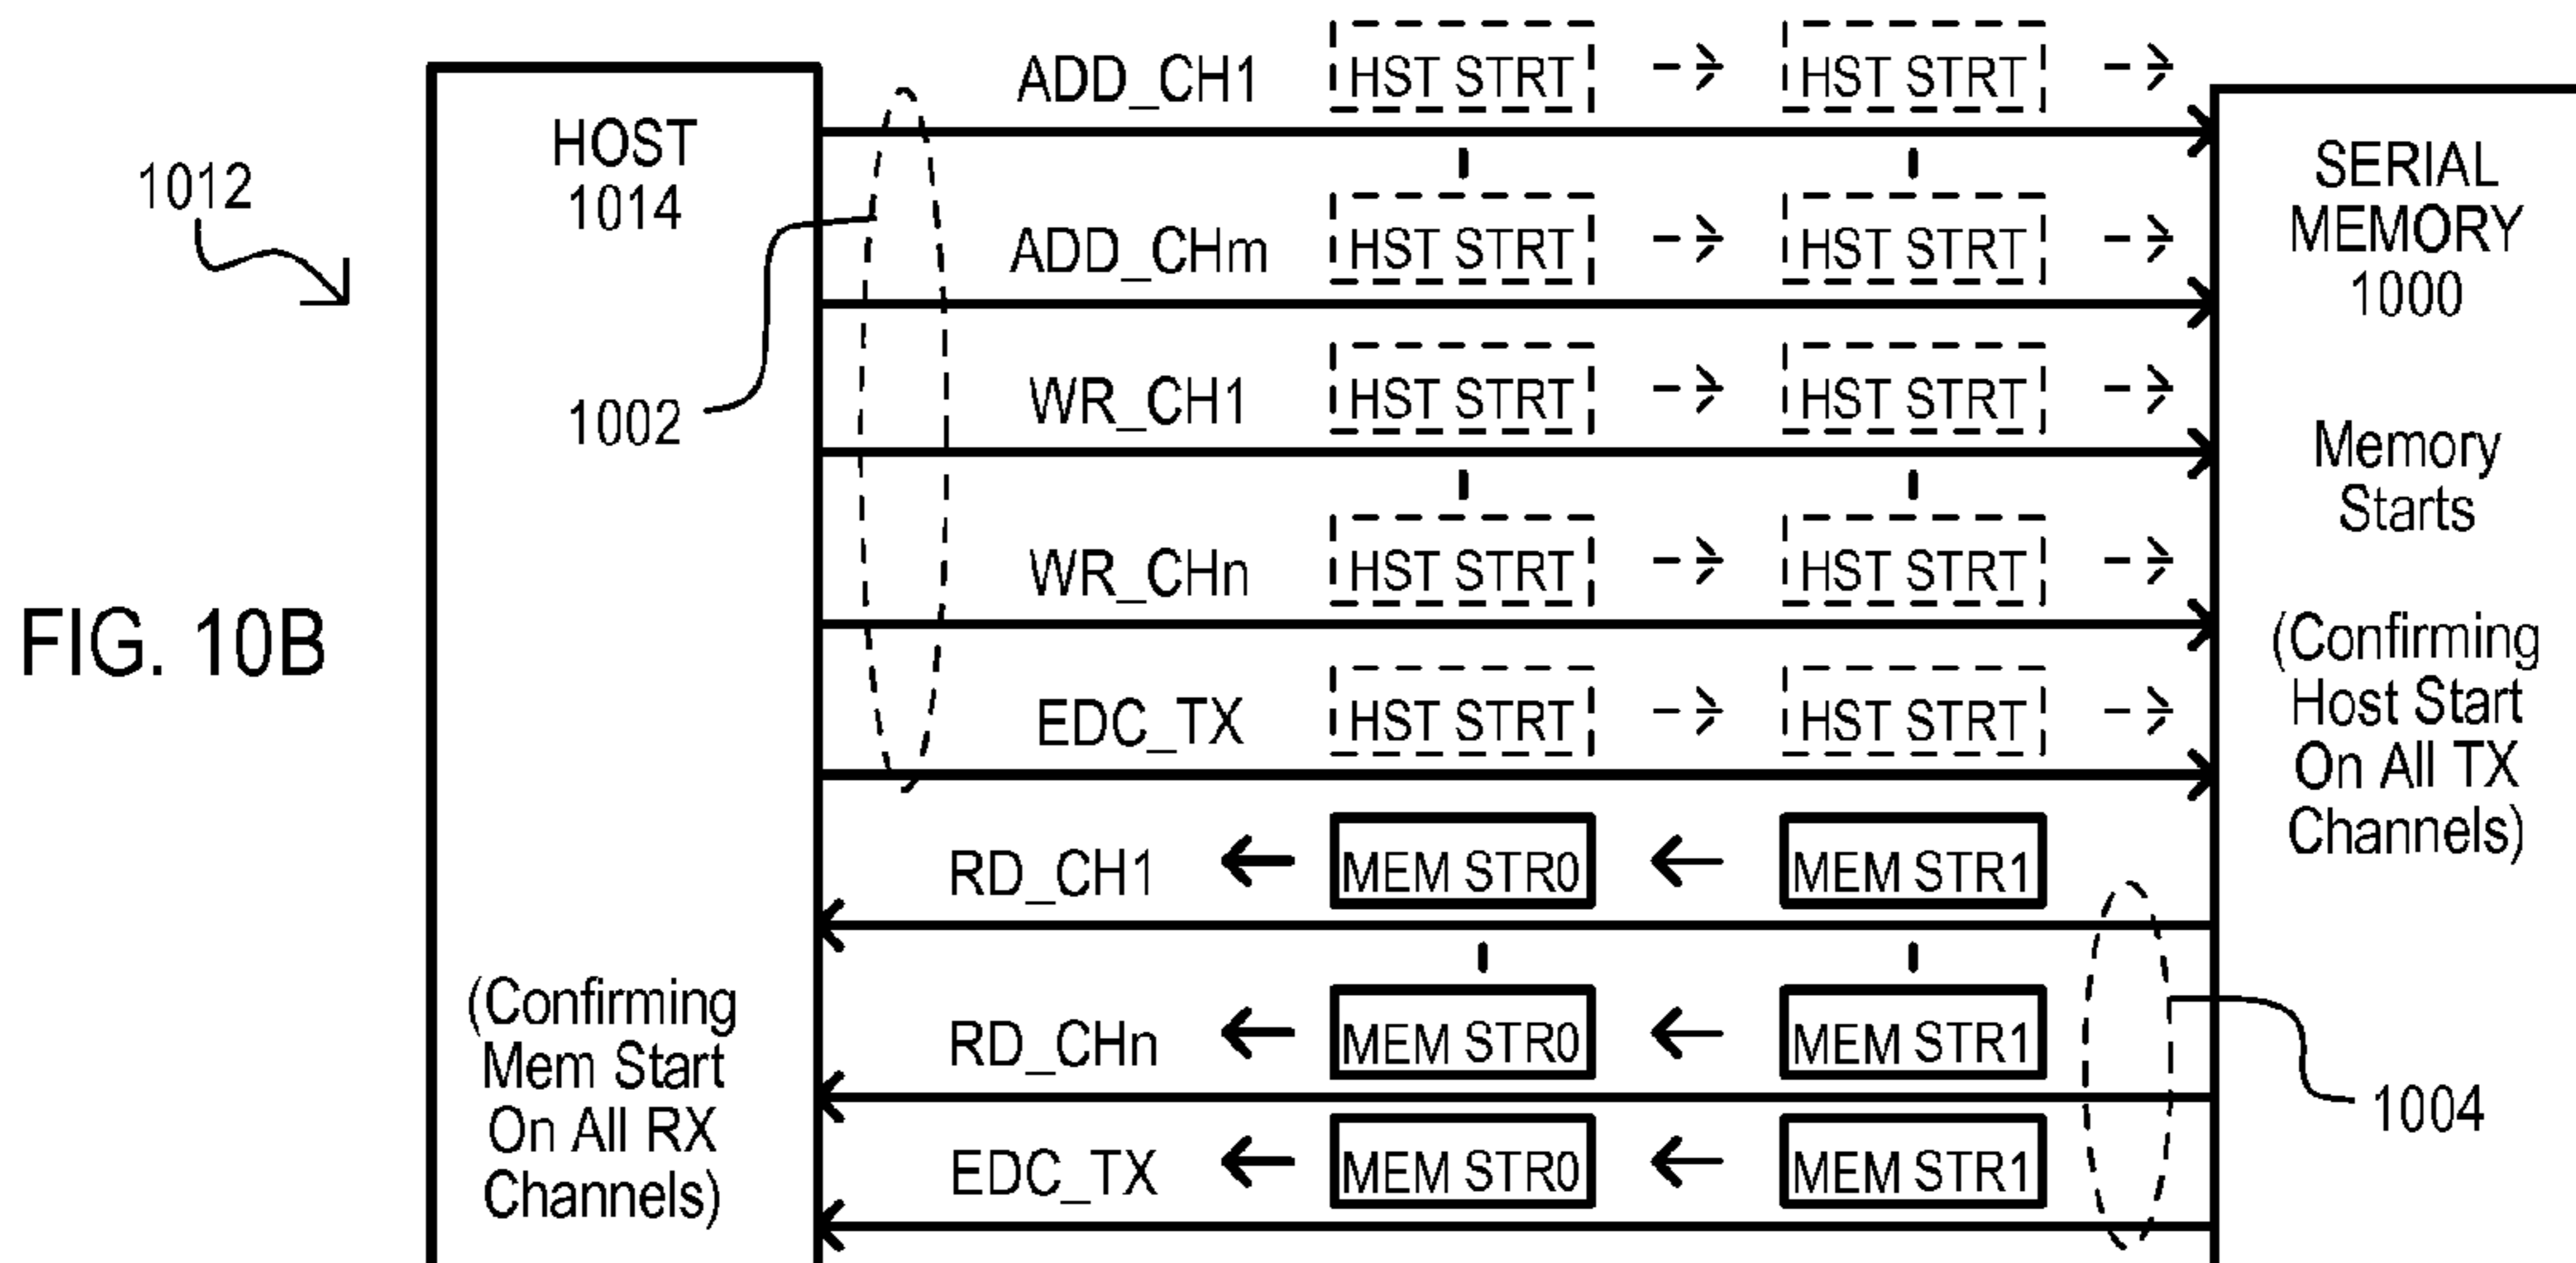 FIG. 10B
1012
HOST
1014
1002
(Confirming
Mem Start
On All RX
Channels)
ADD_CH1 HST STRT HST STRT
ADD_CHm HST STRT HST STRT
WR_CH1 HST STRT HST STRT
WR_CHn HST STRT HST STRT
EDC_TX HST STRT HST STRT
RD_CH1 MEM STR0 MEM STR1
RD_CHn MEM STR0 MEM STR1
EDC_TX MEM STR0 MEM STR1
SERIAL
MEMORY
1000
Memory
Starts
(Confirming
Host Start
On All TX
Channels)
1004